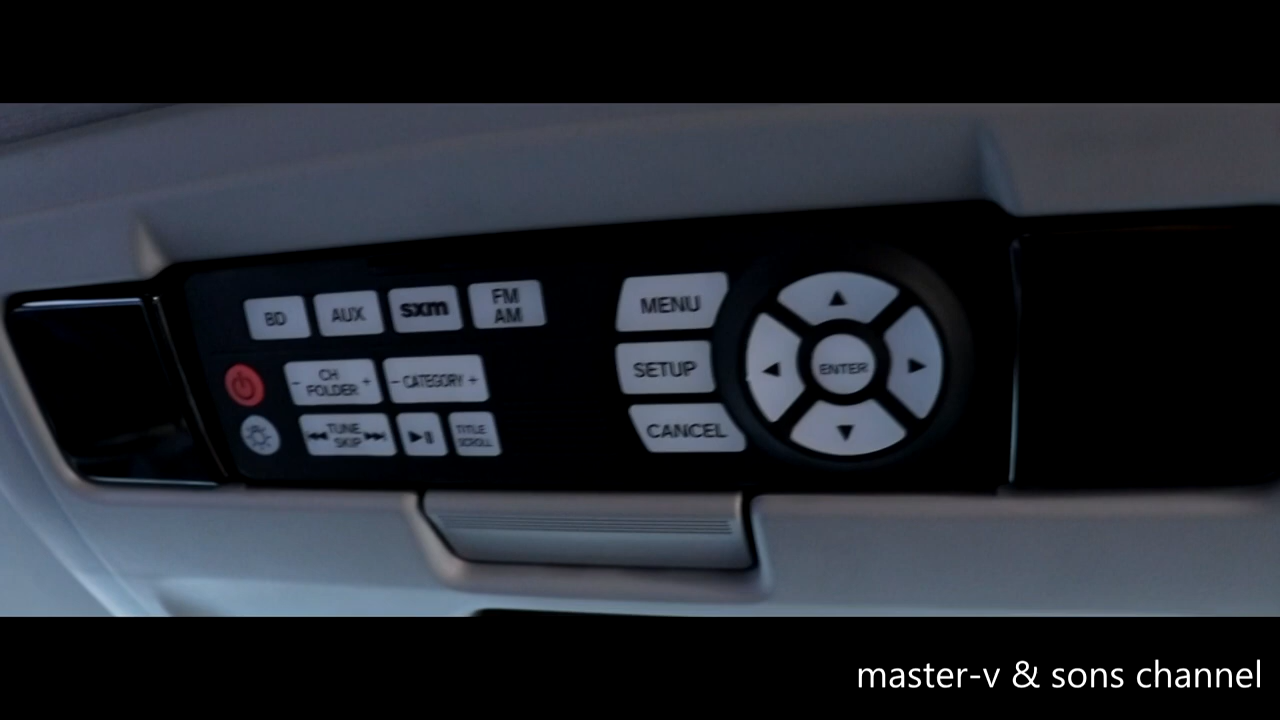 BD
AUX
sxm
FM
AM
- CH +
FOLDER
- CATEGORY +
TUNE
SKIP
TITLE
SCROLL
MENU
SETUP
CANCEL
ENTER
master-v & sons channel